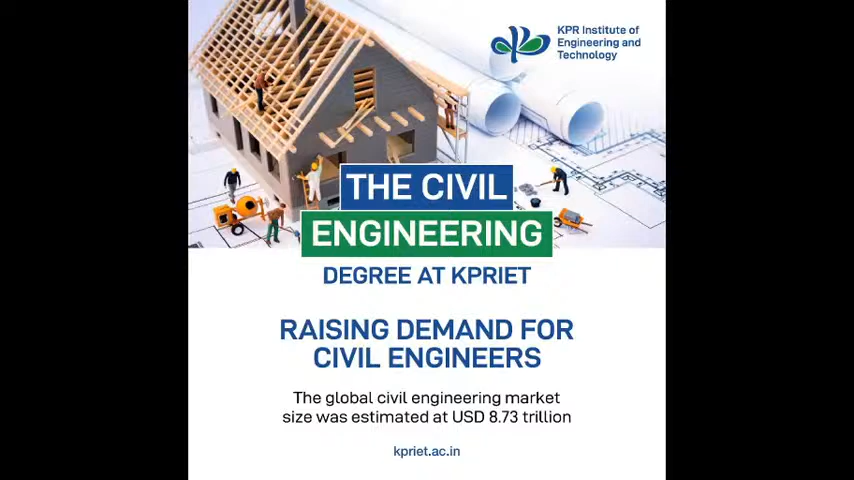 KPR Institute of
Engineering and
Technology
THE CIVIL
ENGINEERING
DEGREE AT KPRIET
RAISING DEMAND FOR
CIVIL ENGINEERS
The global civil engineering market
size was estimated at USD 8.73 trillion
kpriet.ac.in